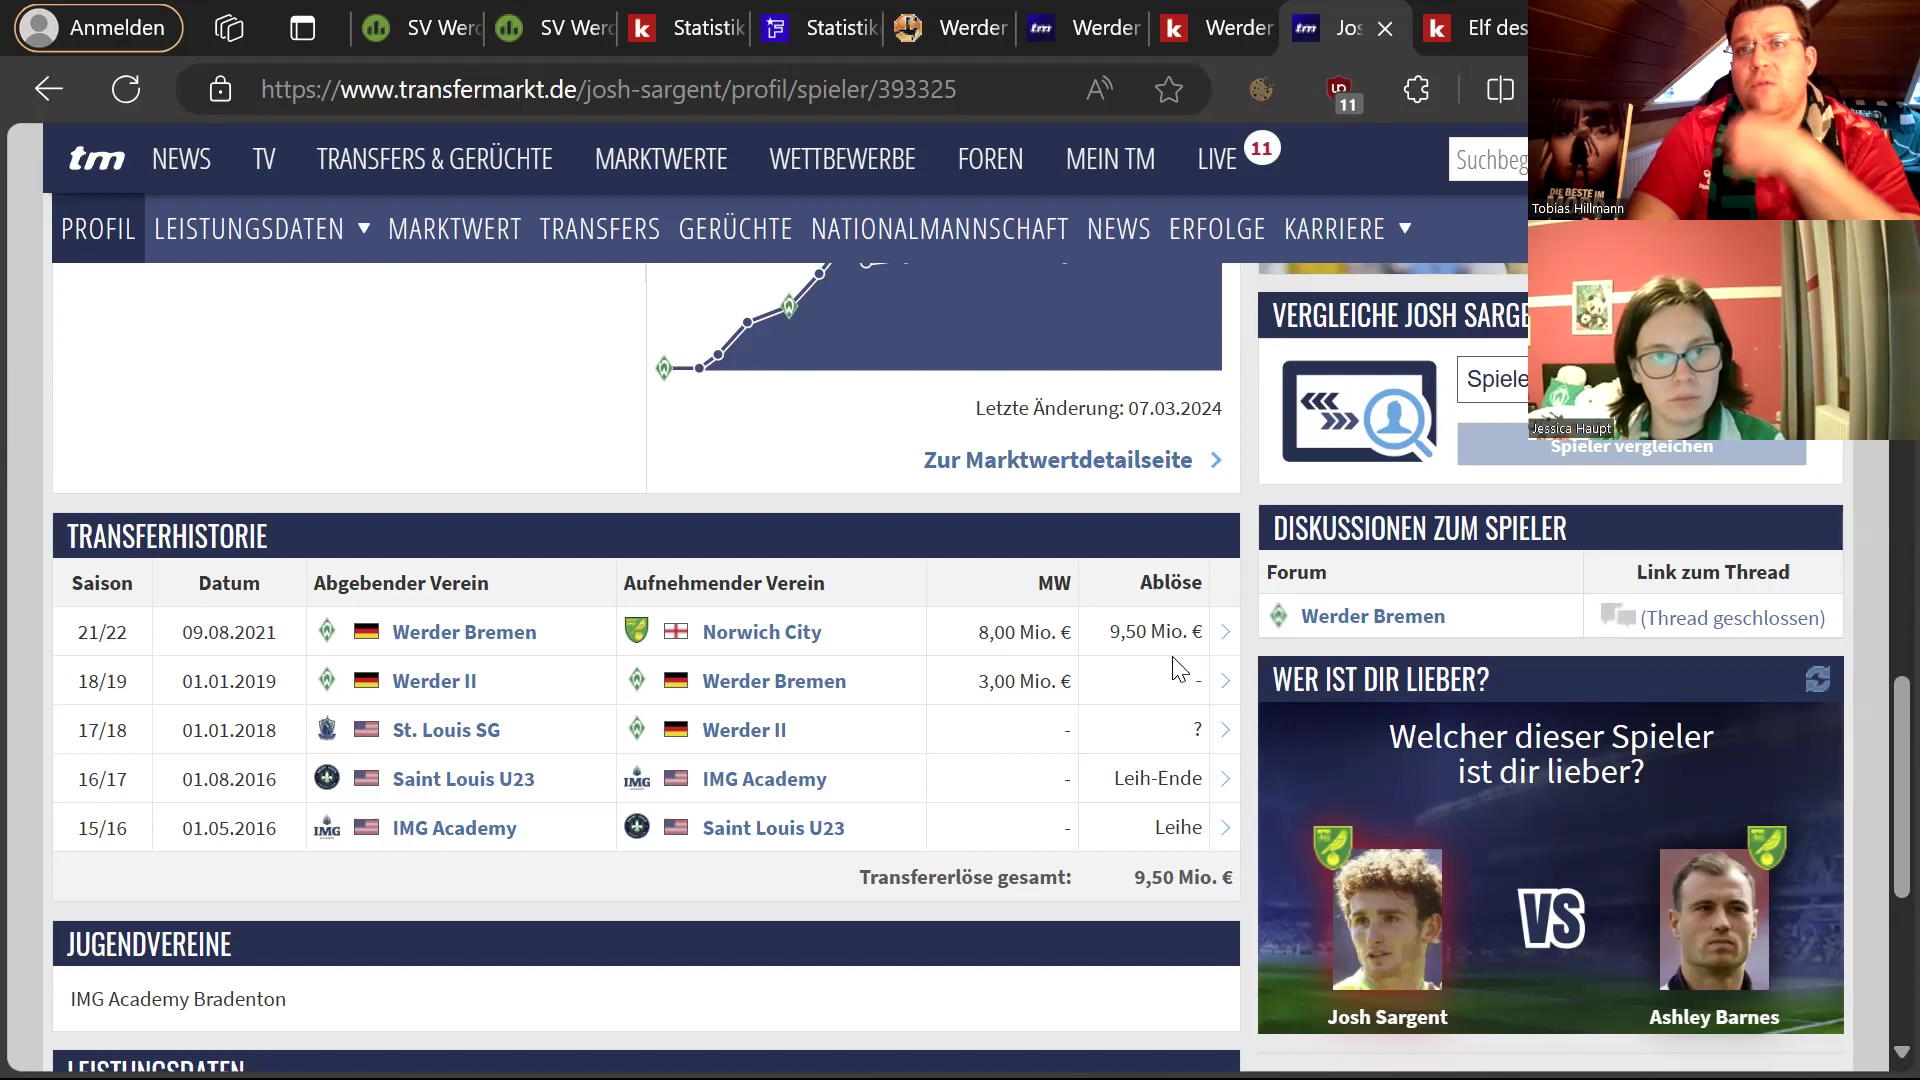 Anmelden
SV Werd
SV Werd
Statistik
Statistik
Werder
tm
Werder
Werder
Jos
Elf des
https://www.transfermarkt.de/josh-sargent/profil/spieler/393325
11
tm NEWS TV TRANSFERS & GERÜCHTE MARKTWERTE WETTBEWERBE FOREN MEIN TM LIVE 11
Suchbeg
PROFIL LEISTUNGSDATEN MARKTWERT TRANSFERS GERÜCHTE NATIONALMANNSCHAFT NEWS ERFOLGE KARRIERE
DIE BESTE IM
Tobias Hillmann
Jessica Haupt
Letzte Änderung: 07.03.2024
Zur Marktwertdetailseite
VERGLEICHE JOSH SARGE
Spiele
Spieler vergleichen
TRANSFERHISTORIE
Saison Datum Abgebender Verein Aufnehmender Verein MW Ablöse
21/22 09.08.2021 Werder Bremen Norwich City 8,00 Mio. € 9,50 Mio. €
18/19 01.01.2019 Werder II Werder Bremen 3,00 Mio. € -
17/18 01.01.2018 St. Louis SG Werder II - ?
16/17 01.08.2016 Saint Louis U23 IMG IMG Academy - Leih-Ende
15/16 01.05.2016 IMG IMG Academy Saint Louis U23 - Leihe
Transfererlöse gesamt: 9,50 Mio. €
JUGENDVEREINE
IMG Academy Bradenton
LEISTUNGSDATEN
DISKUSSIONEN ZUM SPIELER
Forum Link zum Thread
Werder Bremen (Thread geschlossen)
WER IST DIR LIEBER?
Welcher dieser Spieler
ist dir lieber?
VS
Josh Sargent
Ashley Barnes